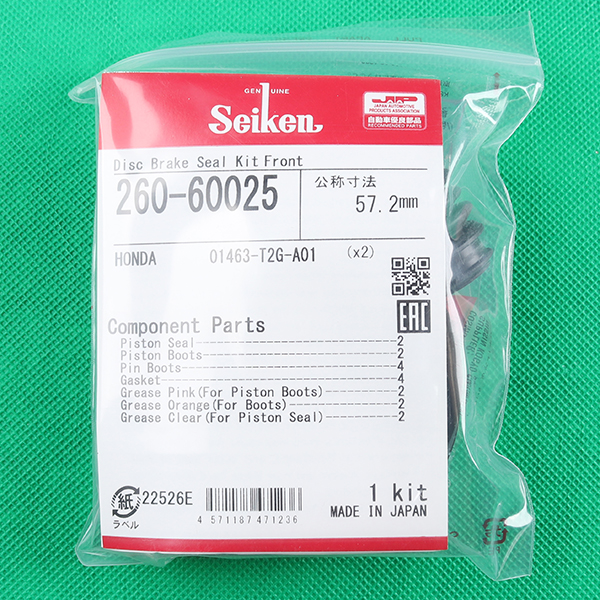 GENUINE
Seiken
JAPAN AUTOMOTIVE
PRODUCTS ASSOCIATION
自動車優良部品
RECOMMENDED PARTS
Disc Brake Seal Kit Front
260-60025
公称寸法
57.2mm
HONDA 01463-T2G-A01 (x2)
EAC
Component Parts
Piston Seal 2
Piston Boots 2
Pin Boots 4
Gasket 4
Grease Pink(For Piston Boots) 2
Grease Orange(For Boots) 2
Grease Clear(For Piston Seal) 2
紙
ラベル
22526E
4 571187 471236
1 kit
MADE IN JAPAN